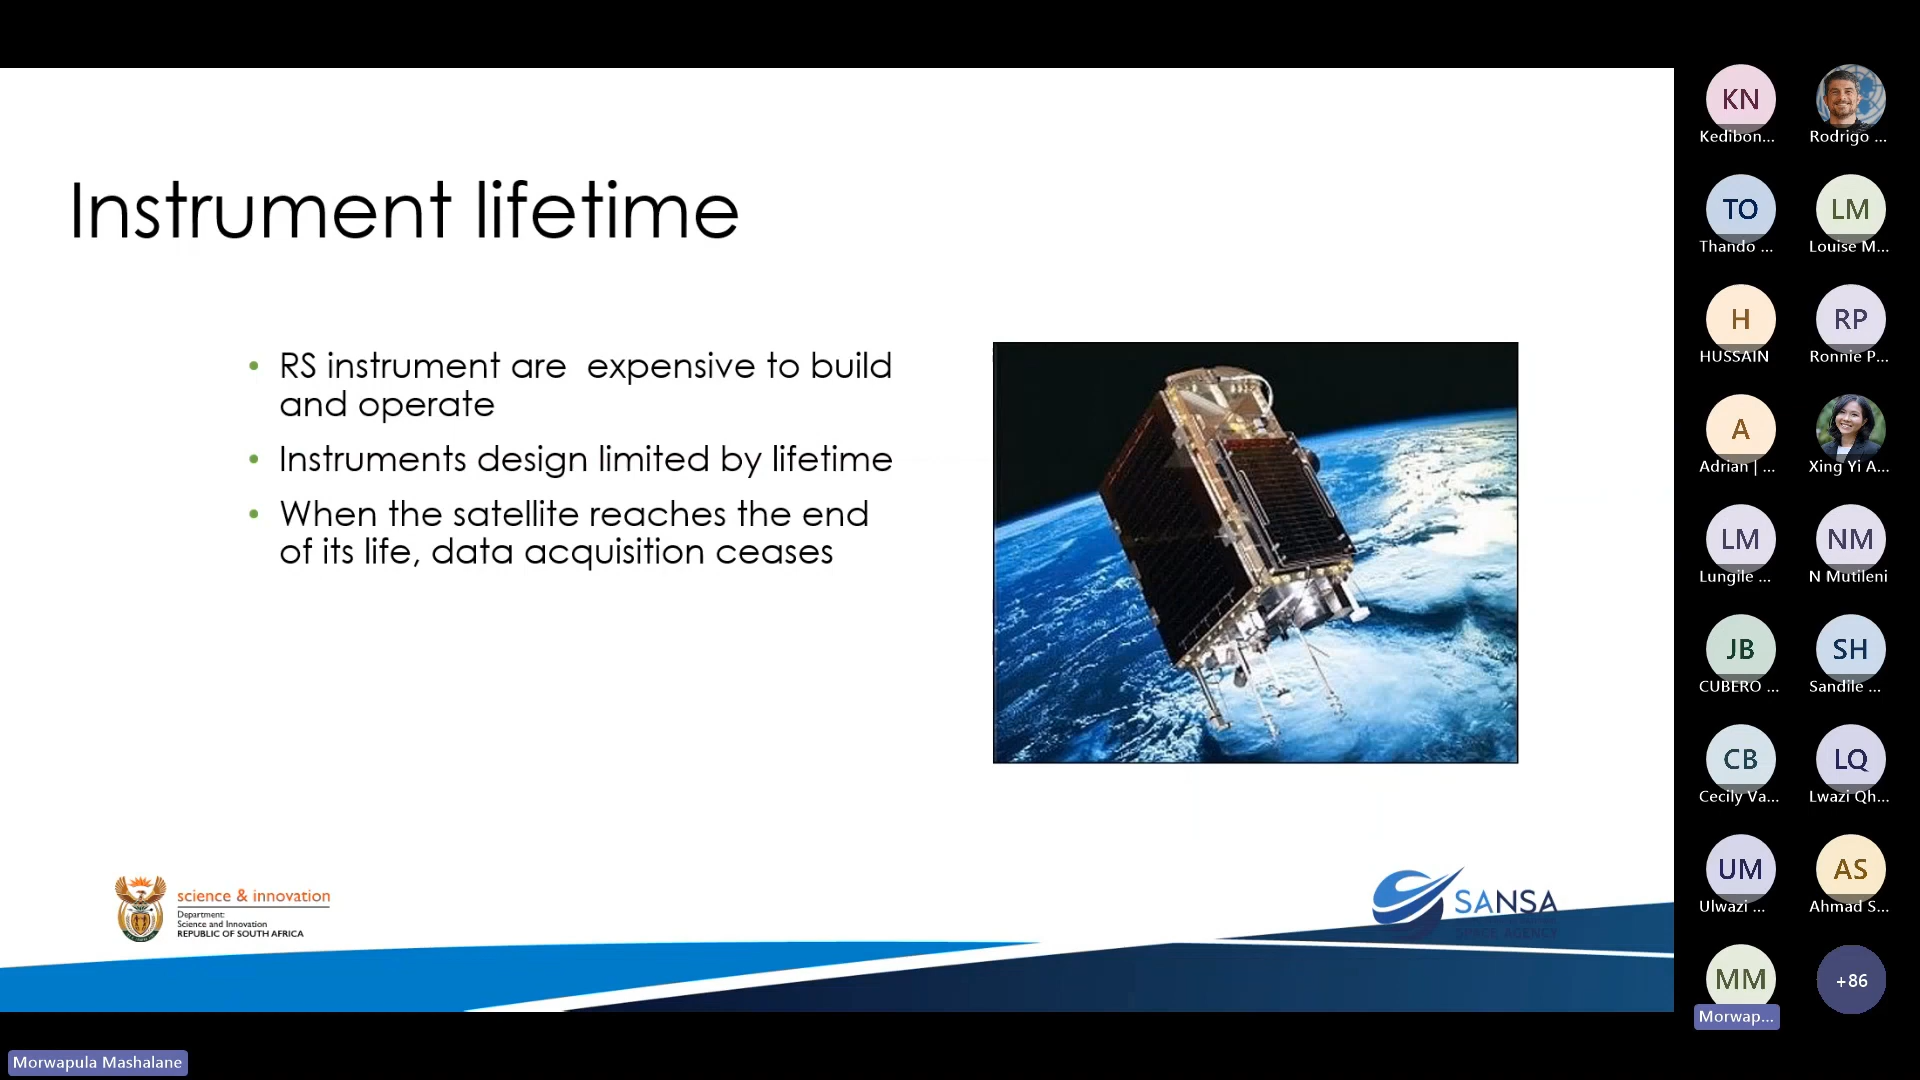 Instrument lifetime
• RS instrument are  expensive to build
and operate
• Instruments design limited by lifetime
• When the satellite reaches the end
of its life, data acquisition ceases
science & innovation
Department:
Science and Innovation
REPUBLIC OF SOUTH AFRICA
SANSA
SPACE AGENCY
KN
Kedibon...
Rodrigo ...
TO
Thando ...
LM
Louise M...
H
HUSSAIN
RP
Ronnie P...
A
Adrian | ...
Xing Yi A...
LM
Lungile ...
NM
N Mutileni
JB
CUBERO ...
SH
Sandile ...
CB
Cecily Va...
LQ
Lwazi Qh...
UM
Ulwazi ...
AS
Ahmad S...
MM
Morwap...
+86
Morwapula Mashalane